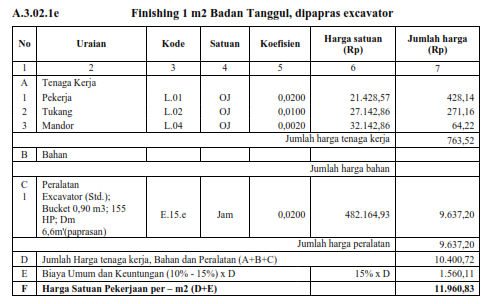 A.3.02.1e Finishing 1 m2 Badan Tanggul, dipapras excavator
No Uraian Kode Satuan Koefisien Harga satuan (Rp) Jumlah harga (Rp)
1 2 3 4 5 6 7
A Tenaga Kerja
1 Pekerja L.01 OJ 0,0200 21.428,57 428,14
2 Tukang L.02 OJ 0,0100 27.142,86 271,16
3 Mandor L.04 OJ 0,0020 32.142,86 64,22
Jumlah harga tenaga kerja 763,52
B Bahan
Jumlah harga bahan
C Peralatan
1 Excavator (Std.);
Bucket 0,90 m3; 155
HP; Dm
6,6m'(paprasan)
E.15.e Jam 0,0200 482.164,93 9.637,20
Jumlah harga peralatan 9.637,20
D Jumlah Harga tenaga kerja, Bahan dan Peralatan (A+B+C) 10.400,72
E Biaya Umum dan Keuntungan (10% - 15%) x D 15% x D 1.560,11
F Harga Satuan Pekerjaan per – m2 (D+E) 11.960,83